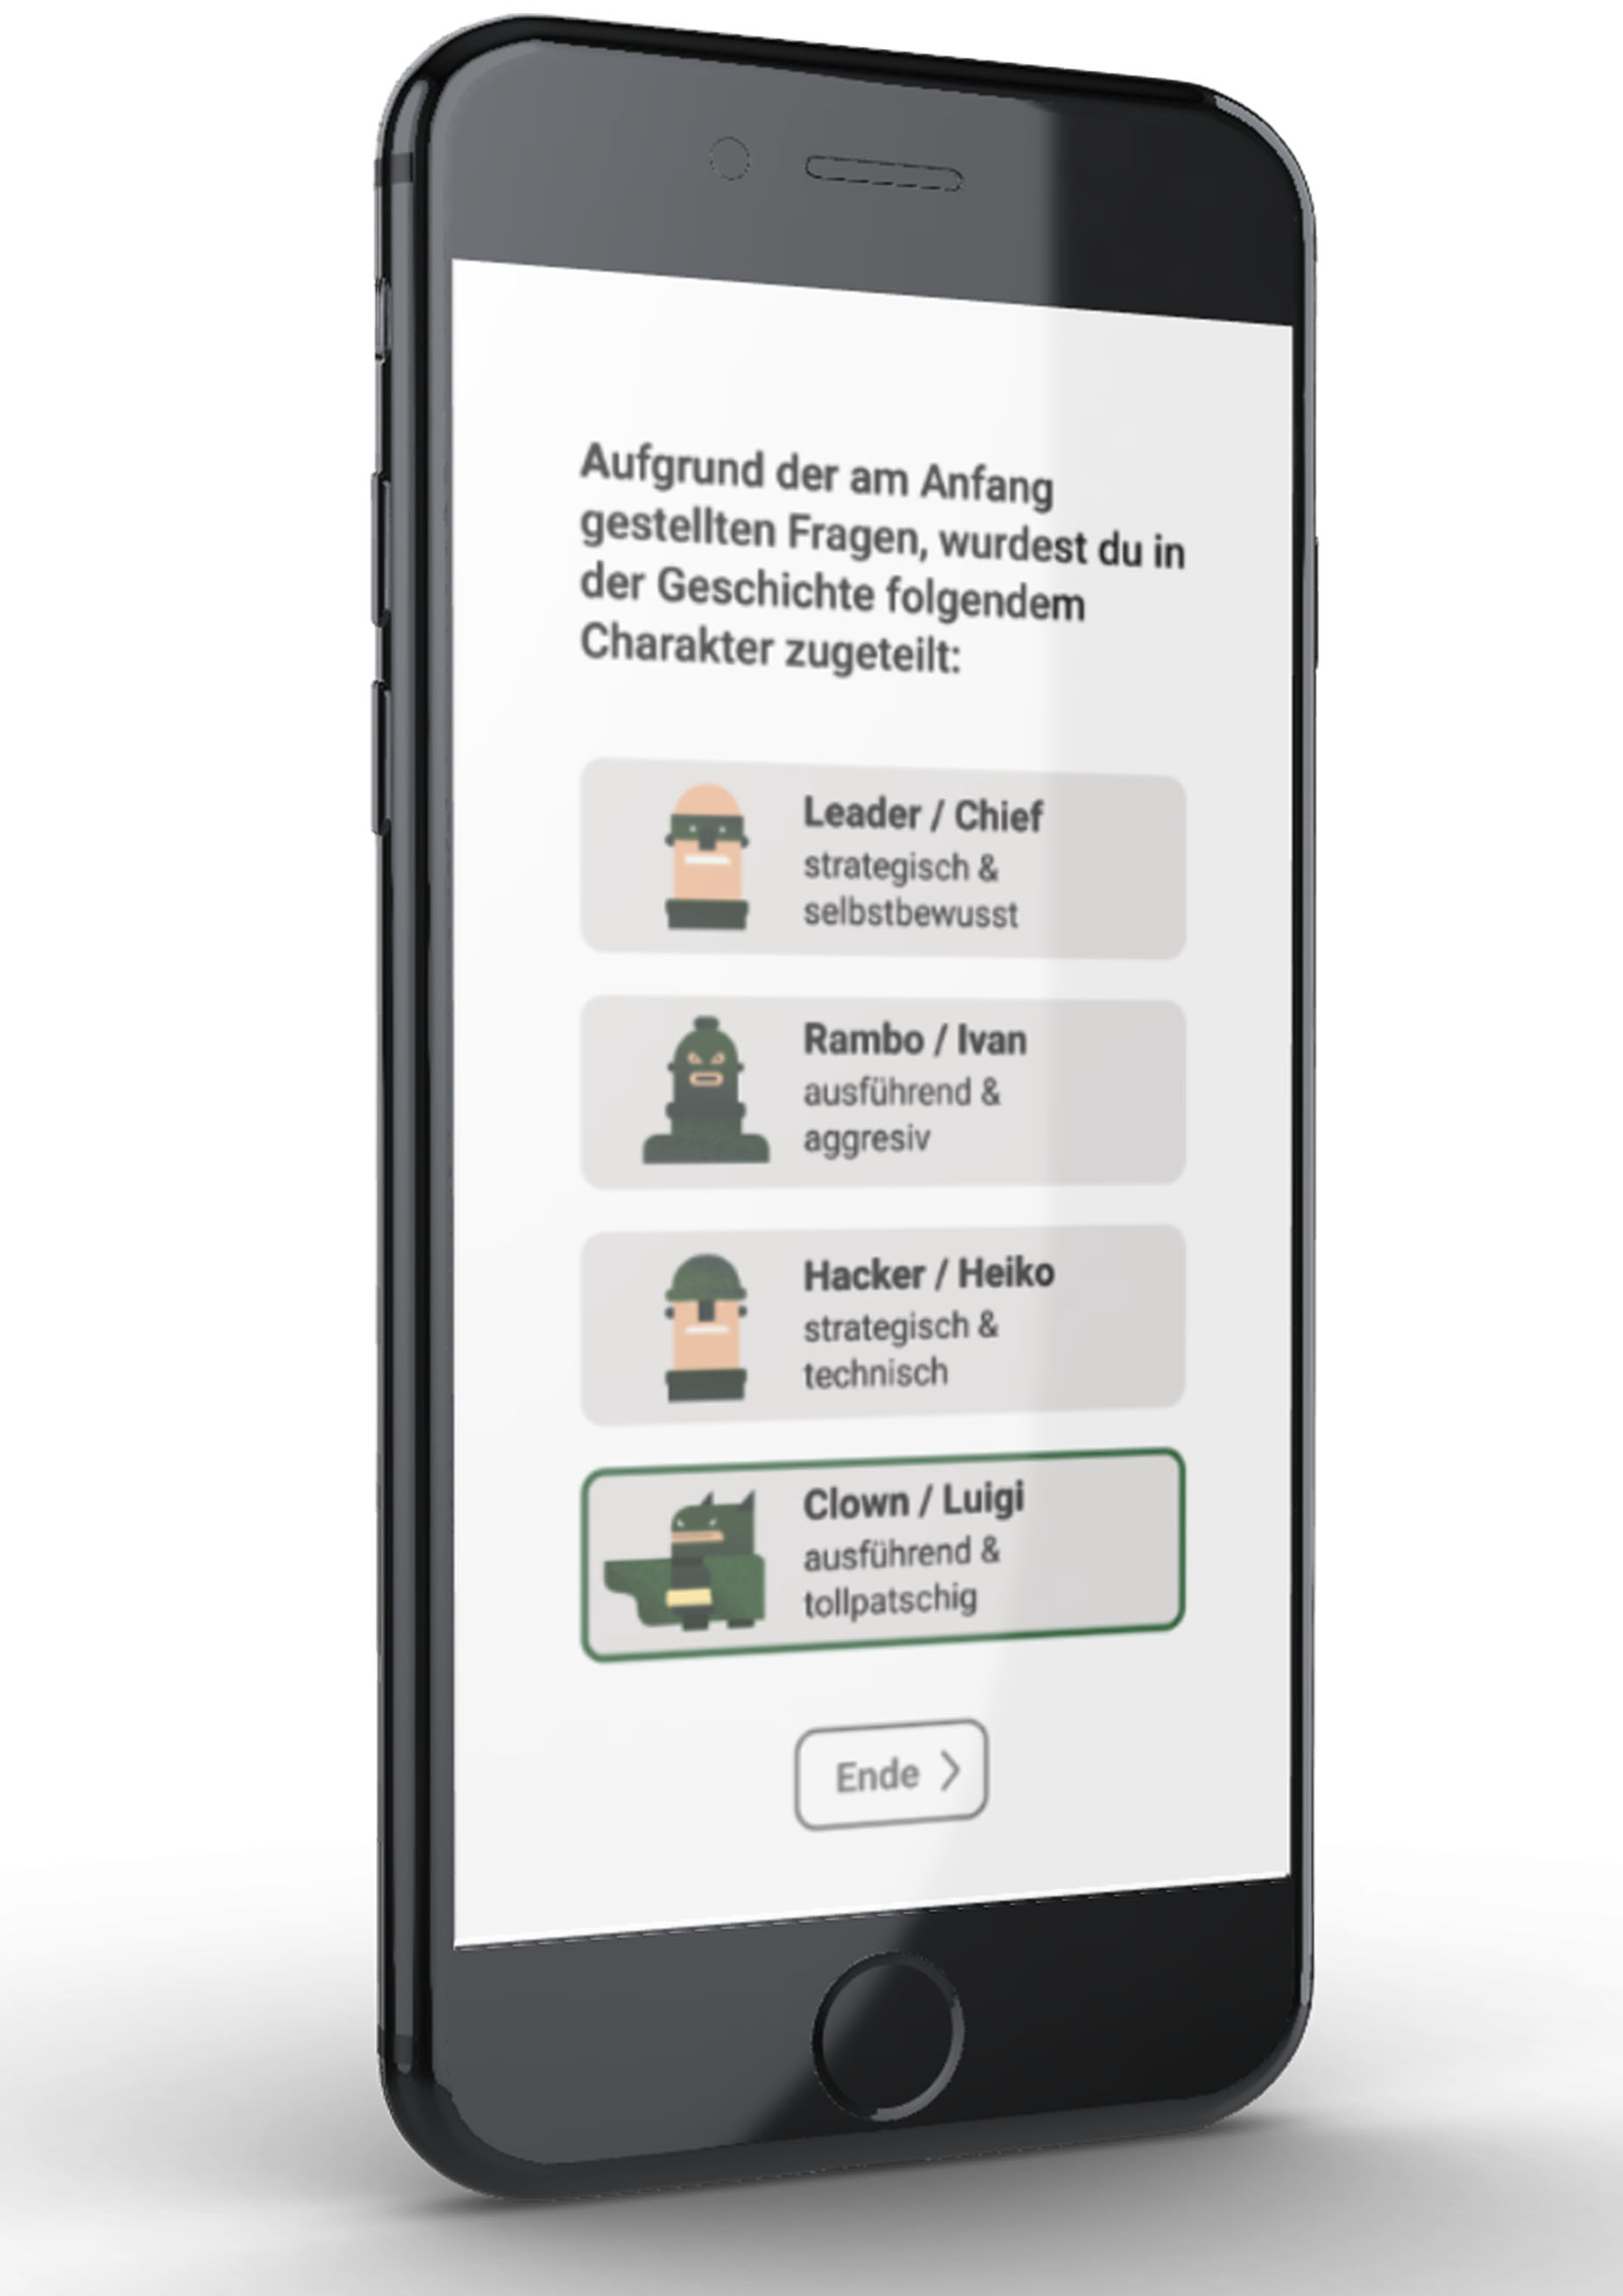 Aufgrund der am Anfang
gestellten Fragen, wurdest du in
der Geschichte folgendem
Charakter zugeteilt:
Leader / Chief
strategisch &
selbstbewusst
Rambo / Ivan
ausführend &
aggresiv
Hacker / Heiko
strategisch &
technisch
Clown / Luigi
ausführend &
tollpatschig
Ende